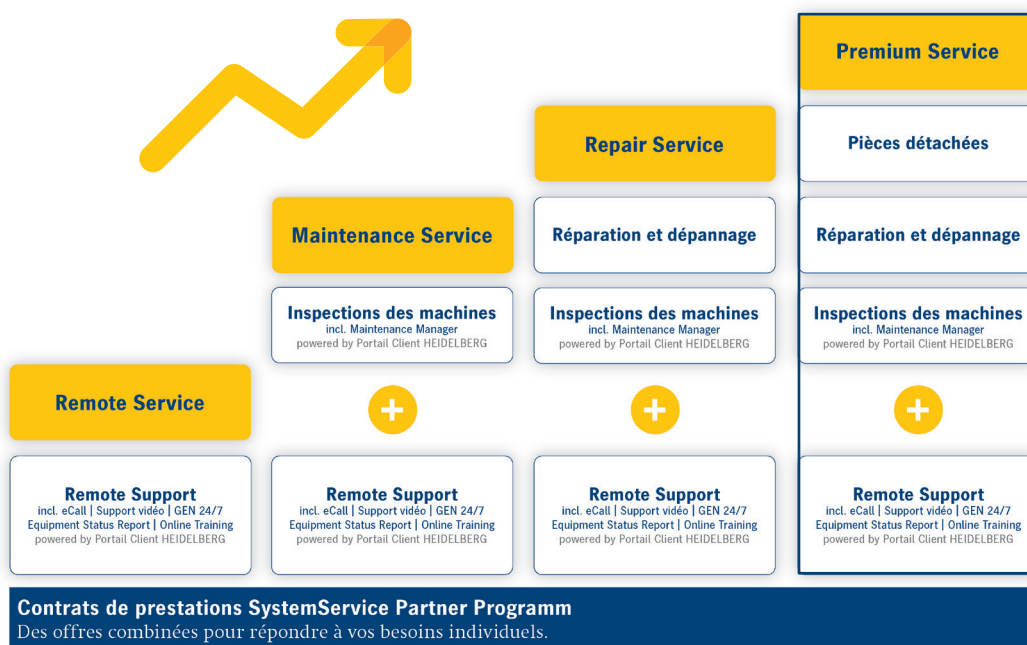 Remote Service
Remote Support
incl. eCall | Support vidéo | GEN 24/7
Equipment Status Report | Online Training
powered by Portail Client HEIDELBERG
Maintenance Service
Inspections des machines
incl. Maintenance Manager
powered by Portail Client HEIDELBERG
+
Remote Support
incl. eCall | Support vidéo | GEN 24/7
Equipment Status Report | Online Training
powered by Portail Client HEIDELBERG
Repair Service
Réparation et dépannage
Inspections des machines
incl. Maintenance Manager
powered by Portail Client HEIDELBERG
+
Remote Support
incl. eCall | Support vidéo | GEN 24/7
Equipment Status Report | Online Training
powered by Portail Client HEIDELBERG
Premium Service
Pièces détachées
Réparation et dépannage
Inspections des machines
incl. Maintenance Manager
powered by Portail Client HEIDELBERG
+
Remote Support
incl. eCall | Support vidéo | GEN 24/7
Equipment Status Report | Online Training
powered by Portail Client HEIDELBERG
Contrats de prestations SystemService Partner Programm
Des offres combinées pour répondre à vos besoins individuels.